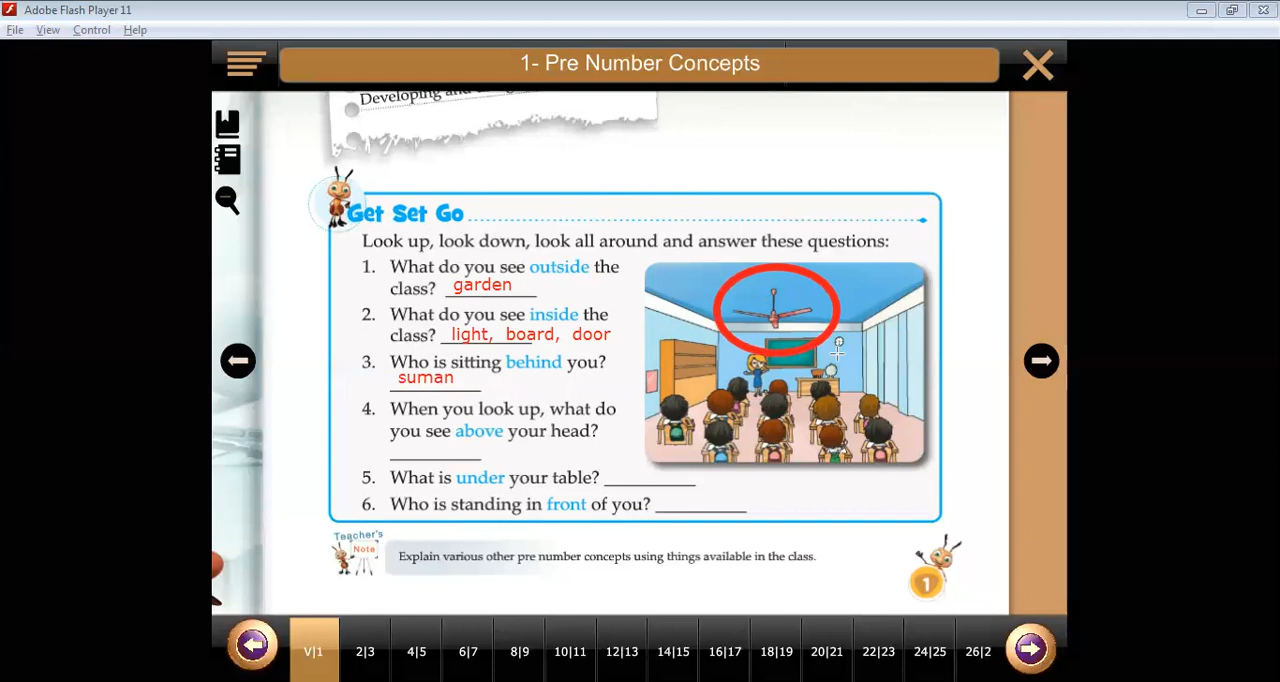 Adobe Flash Player 11
File View Control Help
1- Pre Number Concepts
Developing and
Get Set Go
Look up, look down, look all around and answer these questions:
1. What do you see outside the
class? garden
2. What do you see inside the
class? light, board, door
3. Who is sitting behind you?
suman
4. When you look up, what do
you see above your head?
5. What is under your table?
6. Who is standing in front of you?
Teacher's
Note
Explain various other pre number concepts using things available in the class.
1
V|1 2|3 4|5 6|7 8|9 10|11 12|13 14|15 16|17 18|19 20|21 22|23 24|25 26|2